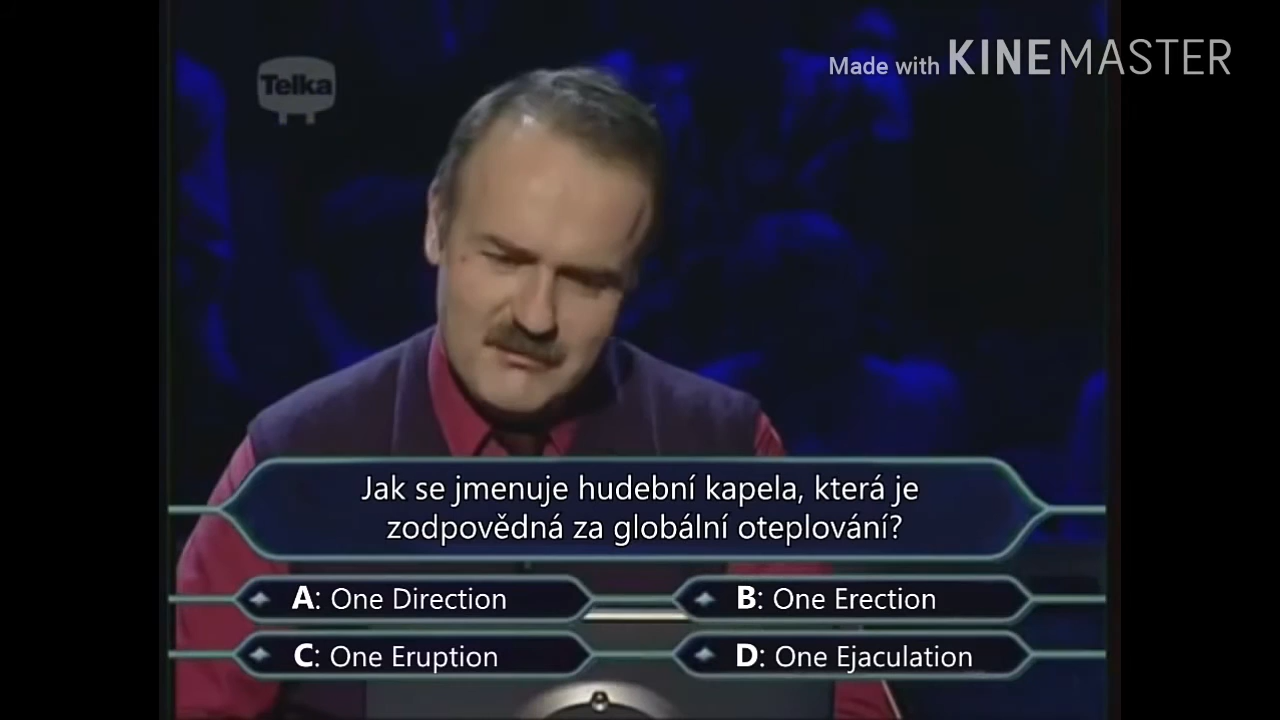 Telka
Made with KINEMASTER
Jak se jmenuje hudební kapela, která je
zodpovědná za globální oteplování?
A: One Direction
B: One Erection
C: One Eruption
D: One Ejaculation